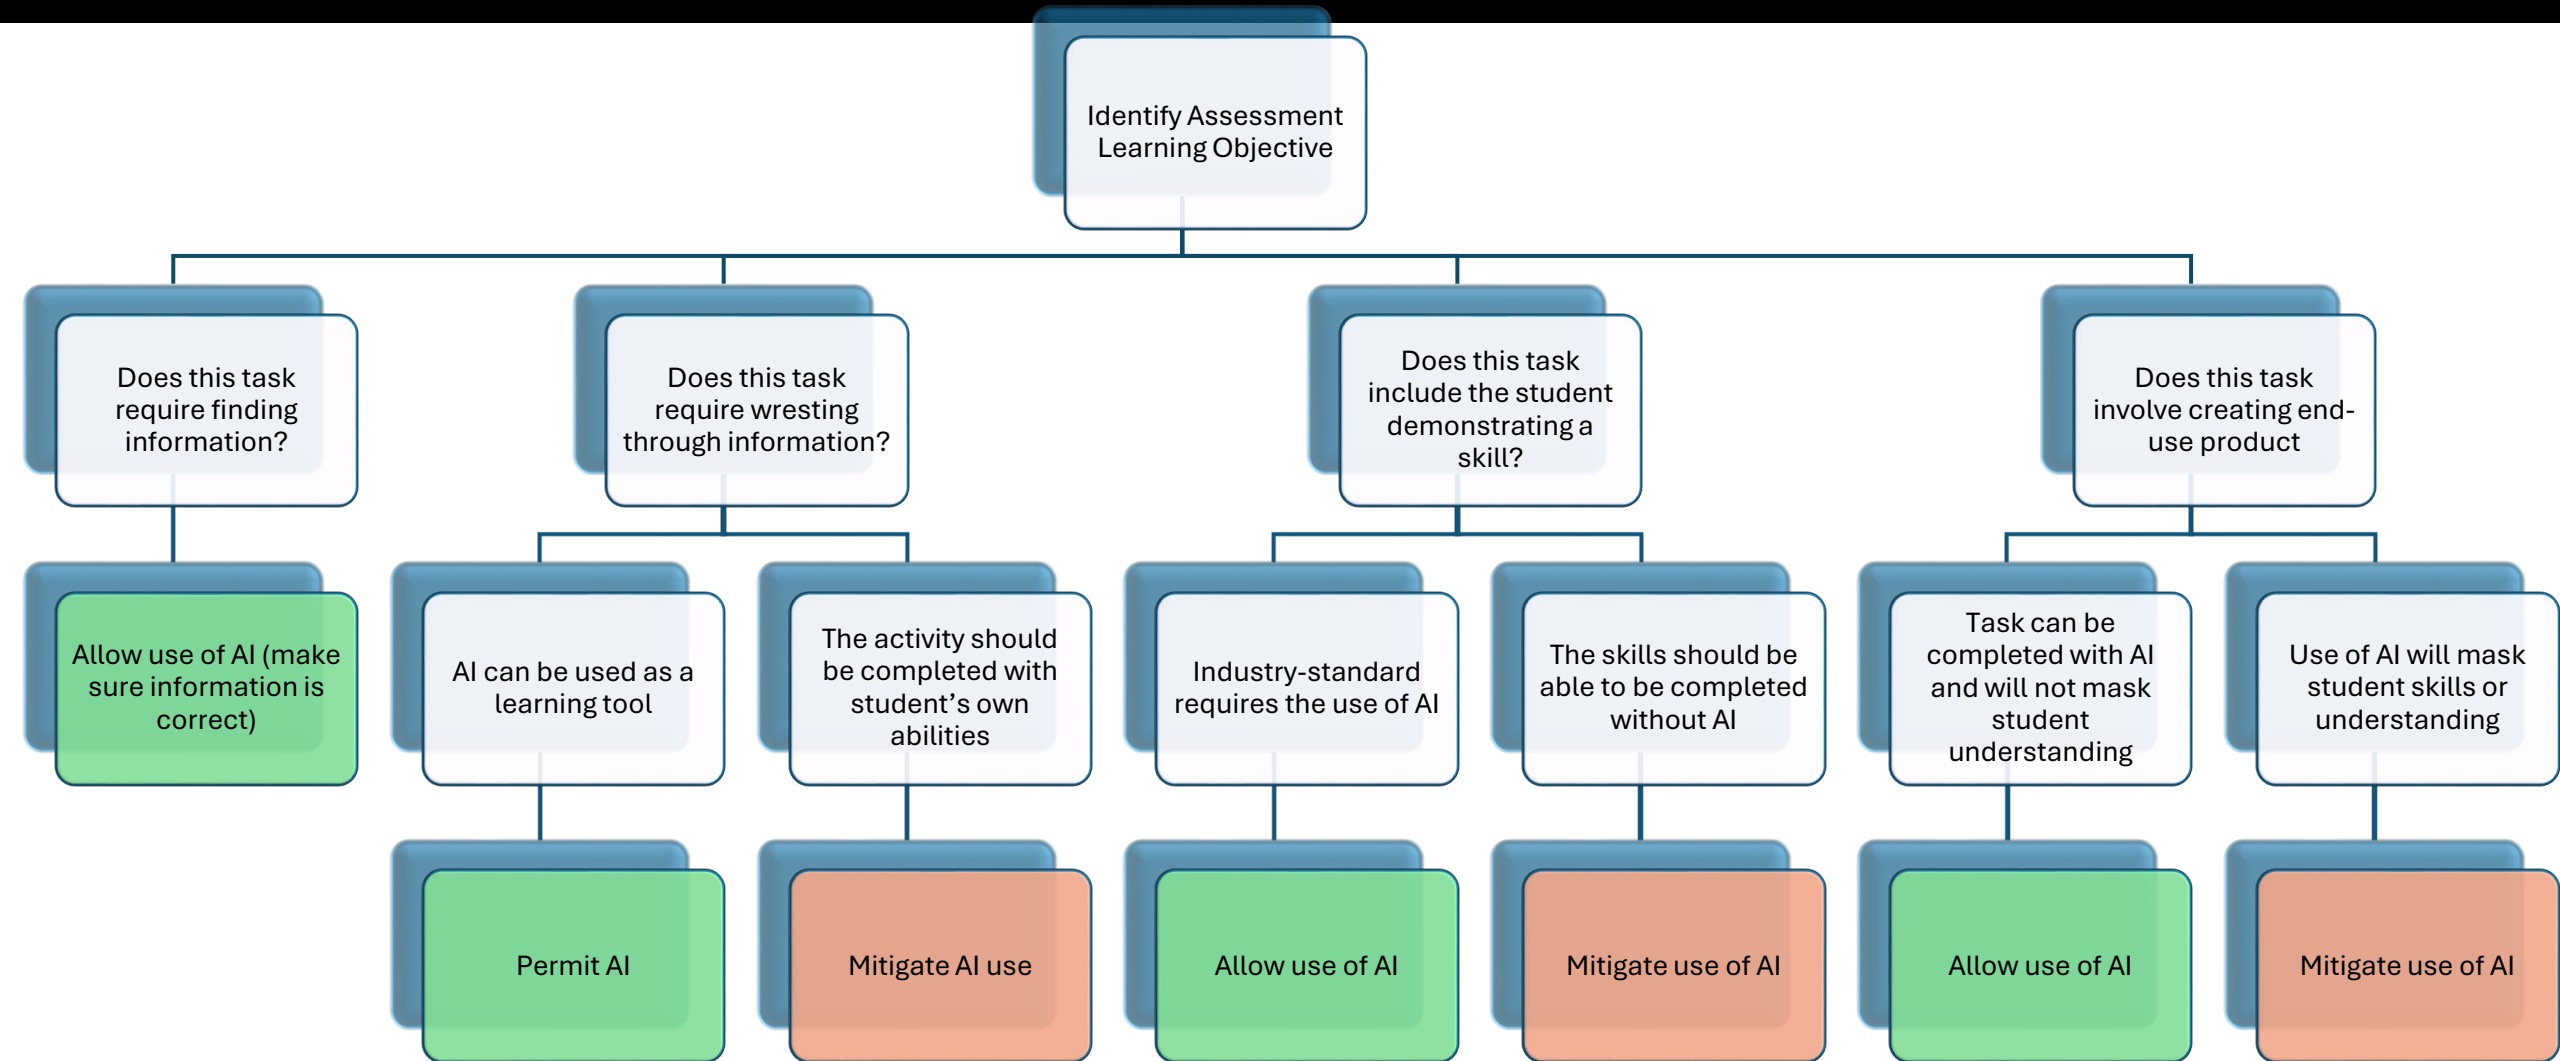 Identify Assessment
Learning Objective
Does this task
require finding
information?
Does this task
require wresting
through information?
Does this task
include the student
demonstrating a
skill?
Does this task
involve creating end-
use product
Allow use of AI (make
sure information is
correct)
AI can be used as a
learning tool
The activity should
be completed with
student’s own
abilities
Industry-standard
requires the use of AI
The skills should be
able to be completed
without AI
Task can be
completed with AI
and will not mask
student
understanding
Use of AI will mask
student skills or
understanding
Permit AI
Mitigate AI use
Allow use of AI
Mitigate use of AI
Allow use of AI
Mitigate use of AI